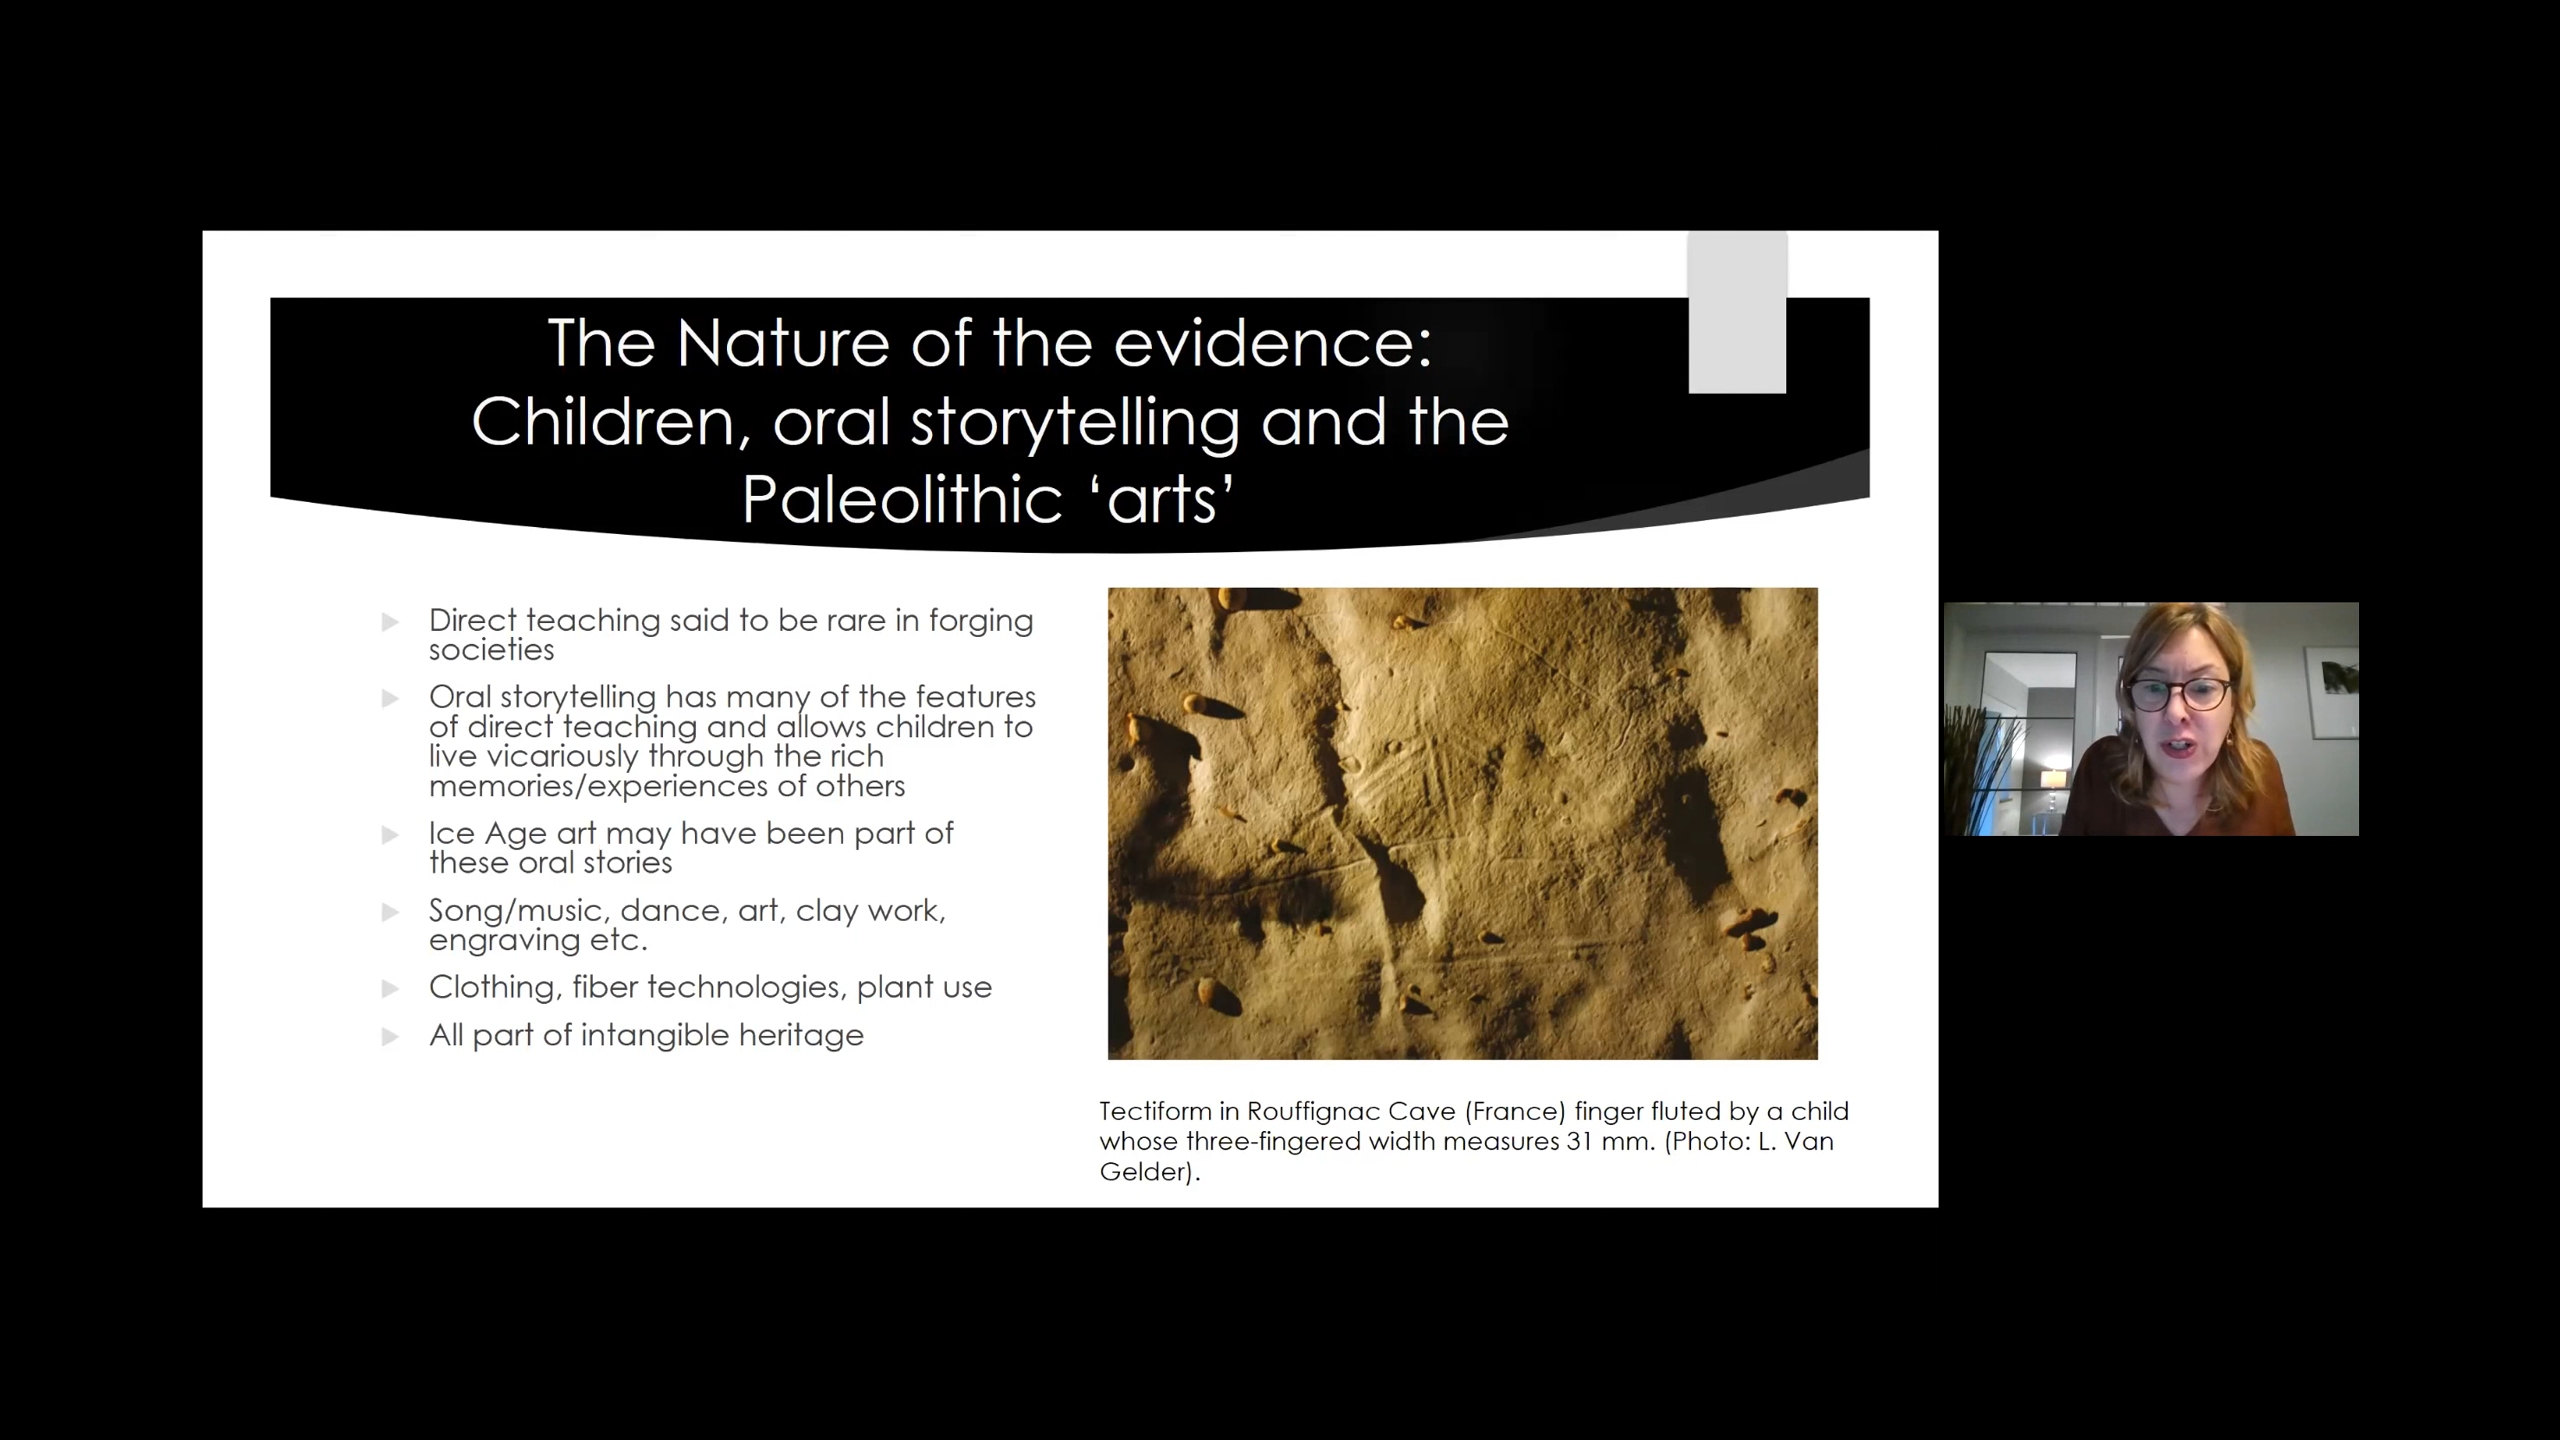 The Nature of the evidence:
Children, oral storytelling and the
Paleolithic ‘arts’
Direct teaching said to be rare in forging
societies
Oral storytelling has many of the features
of direct teaching and allows children to
live vicariously through the rich
memories/experiences of others
Ice Age art may have been part of
these oral stories
Song/music, dance, art, clay work,
engraving etc.
Clothing, fiber technologies, plant use
All part of intangible heritage
Tectiform in Rouffignac Cave (France) finger fluted by a child
whose three-fingered width measures 31 mm. (Photo: L. Van
Gelder).